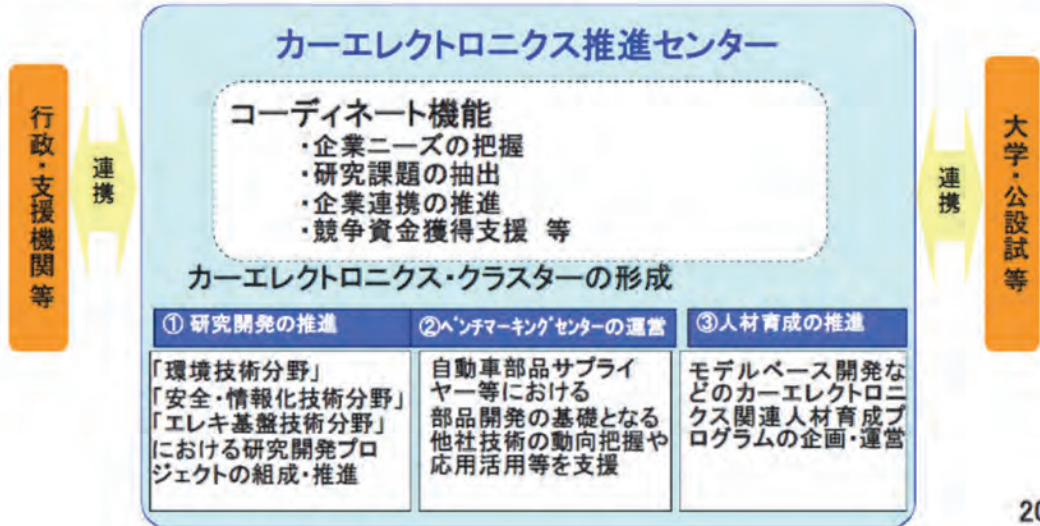 カーエレクトロニクス推進センター
行政・支援機関等
連携
コーディネート機能
・企業ニーズの把握
・研究課題の抽出
・企業連携の推進
・競争資金獲得支援 等
連携
大学・公設試等
カーエレクトロニクス・クラスターの形成
① 研究開発の推進
「環境技術分野」
「安全・情報化技術分野」
「エレキ基盤技術分野」
における研究開発プロ
ジェクトの組成・推進
②ベンチマーキングセンターの運営
自動車部品サプライ
ヤー等における
部品開発の基礎となる
他社技術の動向把握や
応用活用等を支援
③人材育成の推進
モデルベース開発な
どのカーエレクトロニ
クス関連人材育成プ
ログラムの企画・運営
20